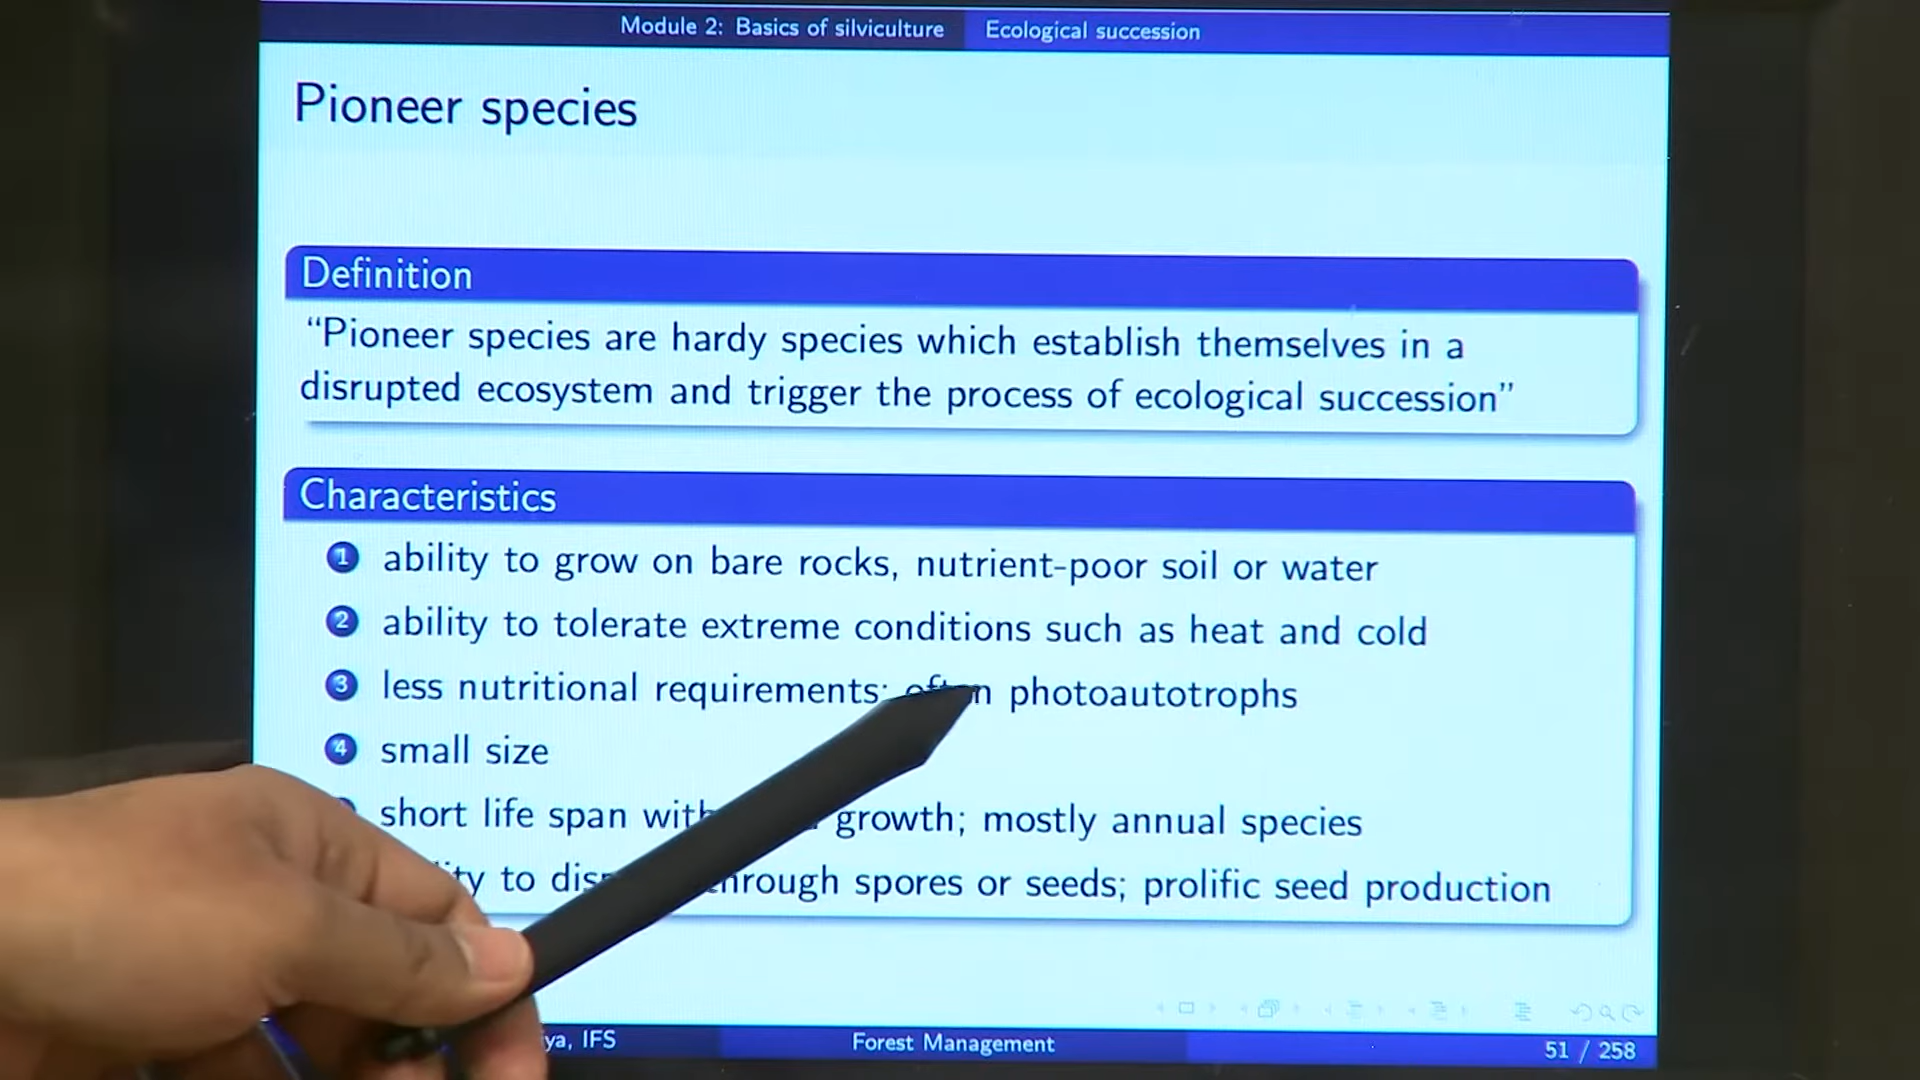 Module 2: Basics of silviculture Ecological succession
Pioneer species
Definition
“Pioneer species are hardy species which establish themselves in a
disrupted ecosystem and trigger the process of ecological succession”
Characteristics
1 ability to grow on bare rocks, nutrient-poor soil or water
2 ability to tolerate extreme conditions such as heat and cold
3 less nutritional requirements; often photoautotrophs
4 small size
short life span with growth; mostly annual species
to through spores or seeds; prolific seed production
IFS Forest Management 51 / 258